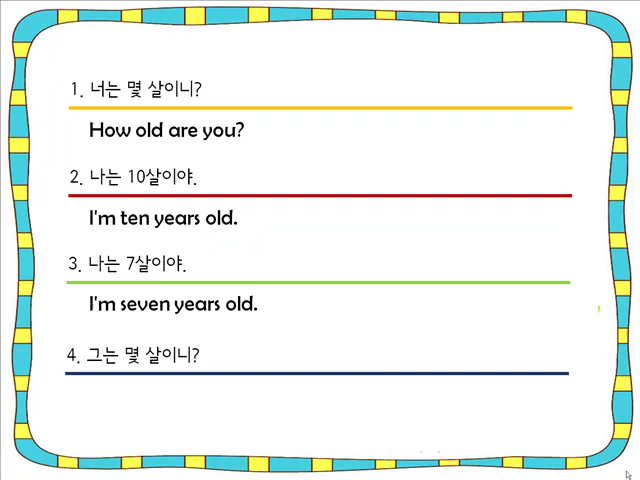 1. 너는 몇 살이니?
How old are you?
2. 나는 10살이야.
I'm ten years old.
3. 나는 7살이야.
I'm seven years old.
4. 그는 몇 살이니?